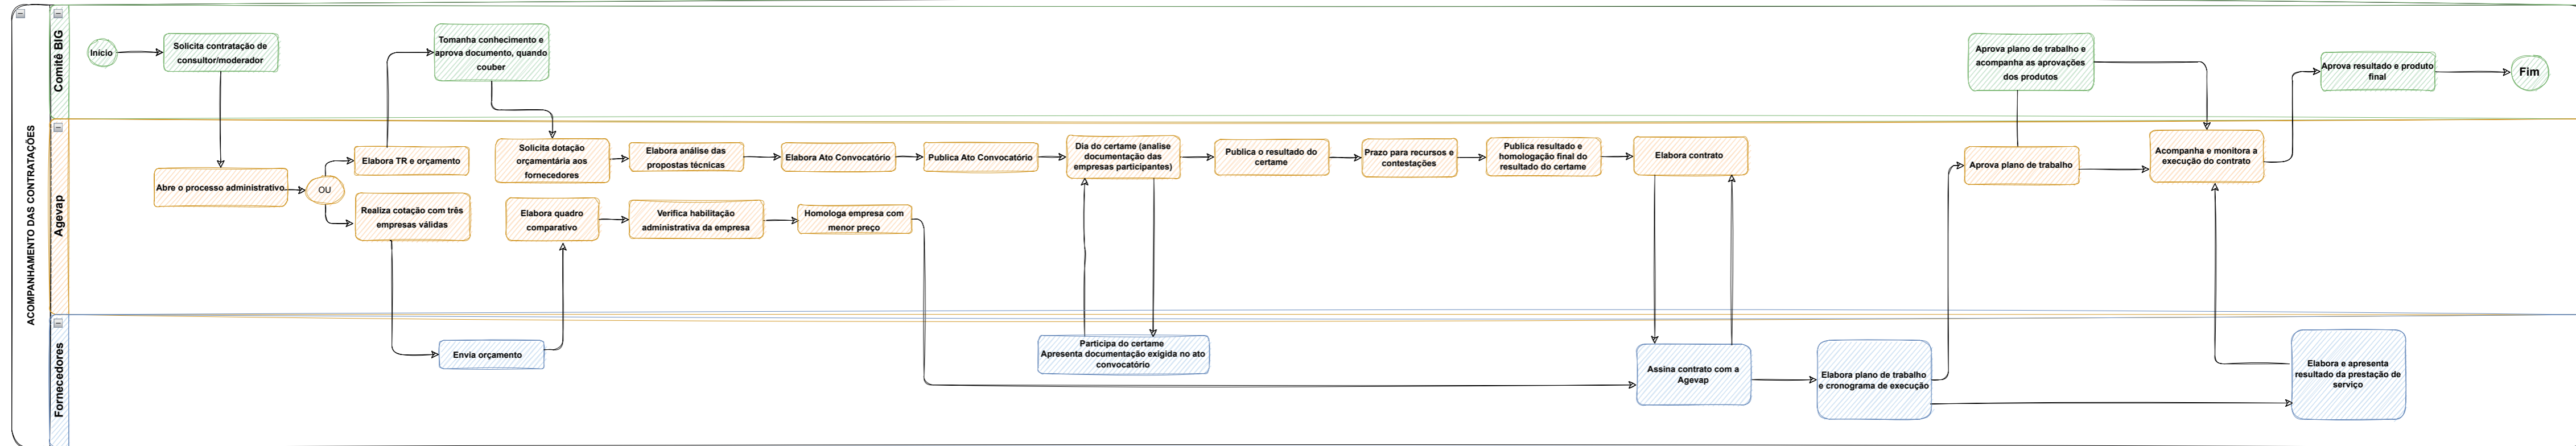 ACOMPANHAMENTO DAS CONTRATAÇÕES
Comitê BIG
Início
Solicita contratação de
consultor/moderador
Tomanha conhecimento e
aprova documento, quando
couber
Aprova plano de trabalho e
acompanha as aprovações
dos produtos
Aprova resultado e produto
final
Fim
Agevap
Abre o processo administrativo
OU
Elabora TR e orçamento
Realiza cotação com três
empresas válidas
Solicita dotação
orçamentária aos
fornecedores
Elabora análise das
propostas técnicas
Elabora Ato Convocatório
Publica Ato Convocatório
Dia do certame (analise
documentação das
empresas participantes)
Publica o resultado do
certame
Prazo para recursos e
contestações
Publica resultado e
homologação final do
resultado do certame
Elabora contrato
Aprova plano de trabalho
Acompanha e monitora a
execução do contrato
Elabora quadro
comparativo
Verifica habilitação
administrativa da empresa
Homologa empresa com
menor preço
Fornecedores
Envia orçamento
Participa do certame
Apresenta documentação exigida no ato
convocatório
Assina contrato com a
Agevap
Elabora plano de trabalho
e cronograma de execução
Elabora e apresenta
resultado da prestação de
serviço